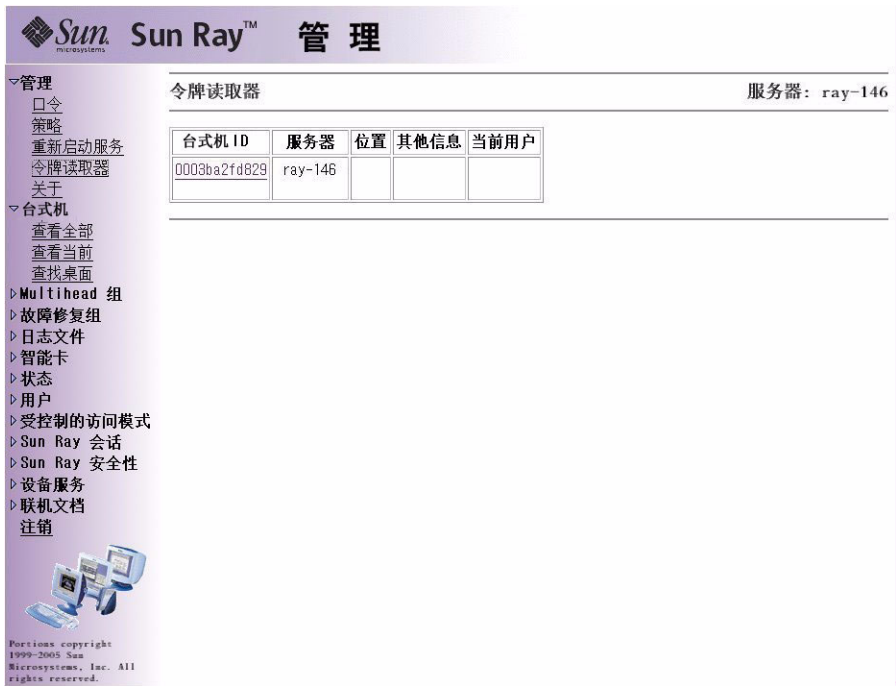 Sun microsystems Sun Ray™ 管 理
▽管理
口令
策略
重新启动服务
令牌读取器
关于
▽台式机
查看全部
查看当前
查找桌面
▷Multihead 组
▷故障修复组
▷日志文件
▷智能卡
▷状态
▷用户
▷受控制的访问模式
▷Sun Ray 会话
▷Sun Ray 安全性
▷设备服务
▷联机文档
注销
Portions copyright
1999-2005 Sun
Microsystems, Inc. All
rights reserved.
令牌读取器 服务器: ray-146
台式机ID 服务器 位置 其他信息 当前用户
0003ba2fd829 ray-146